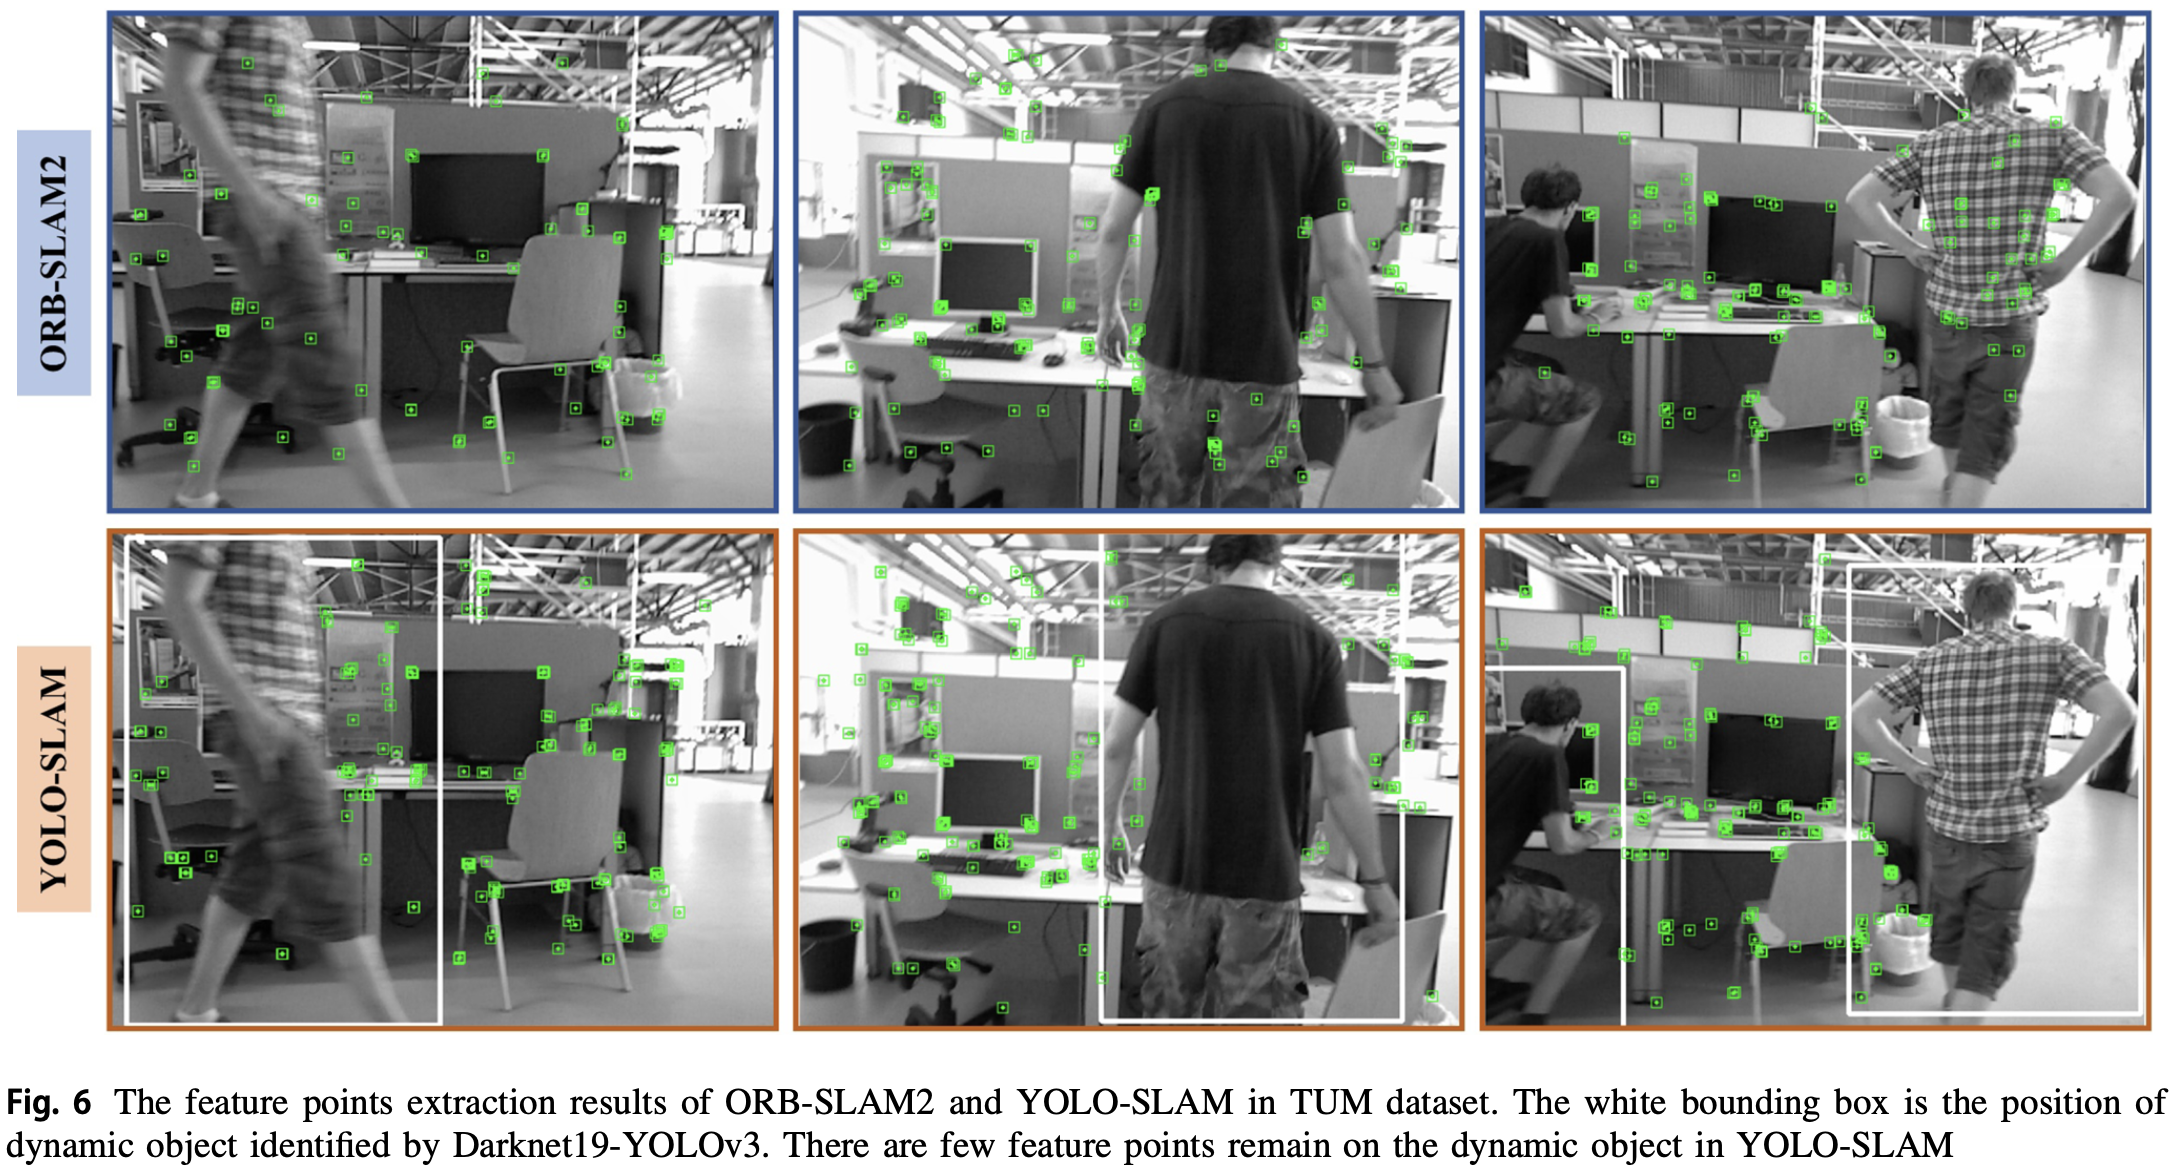 ORB-SLAM2
YOLO-SLAM
Fig. 6 The feature points extraction results of ORB-SLAM2 and YOLO-SLAM in TUM dataset. The white bounding box is the position of
dynamic object identified by Darknet19-YOLOv3. There are few feature points remain on the dynamic object in YOLO-SLAM